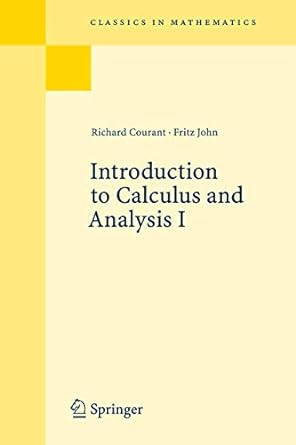 CLASSICS IN MATHEMATICS
Richard Courant · Fritz John
Introduction
to Calculus and
Analysis I
Springer